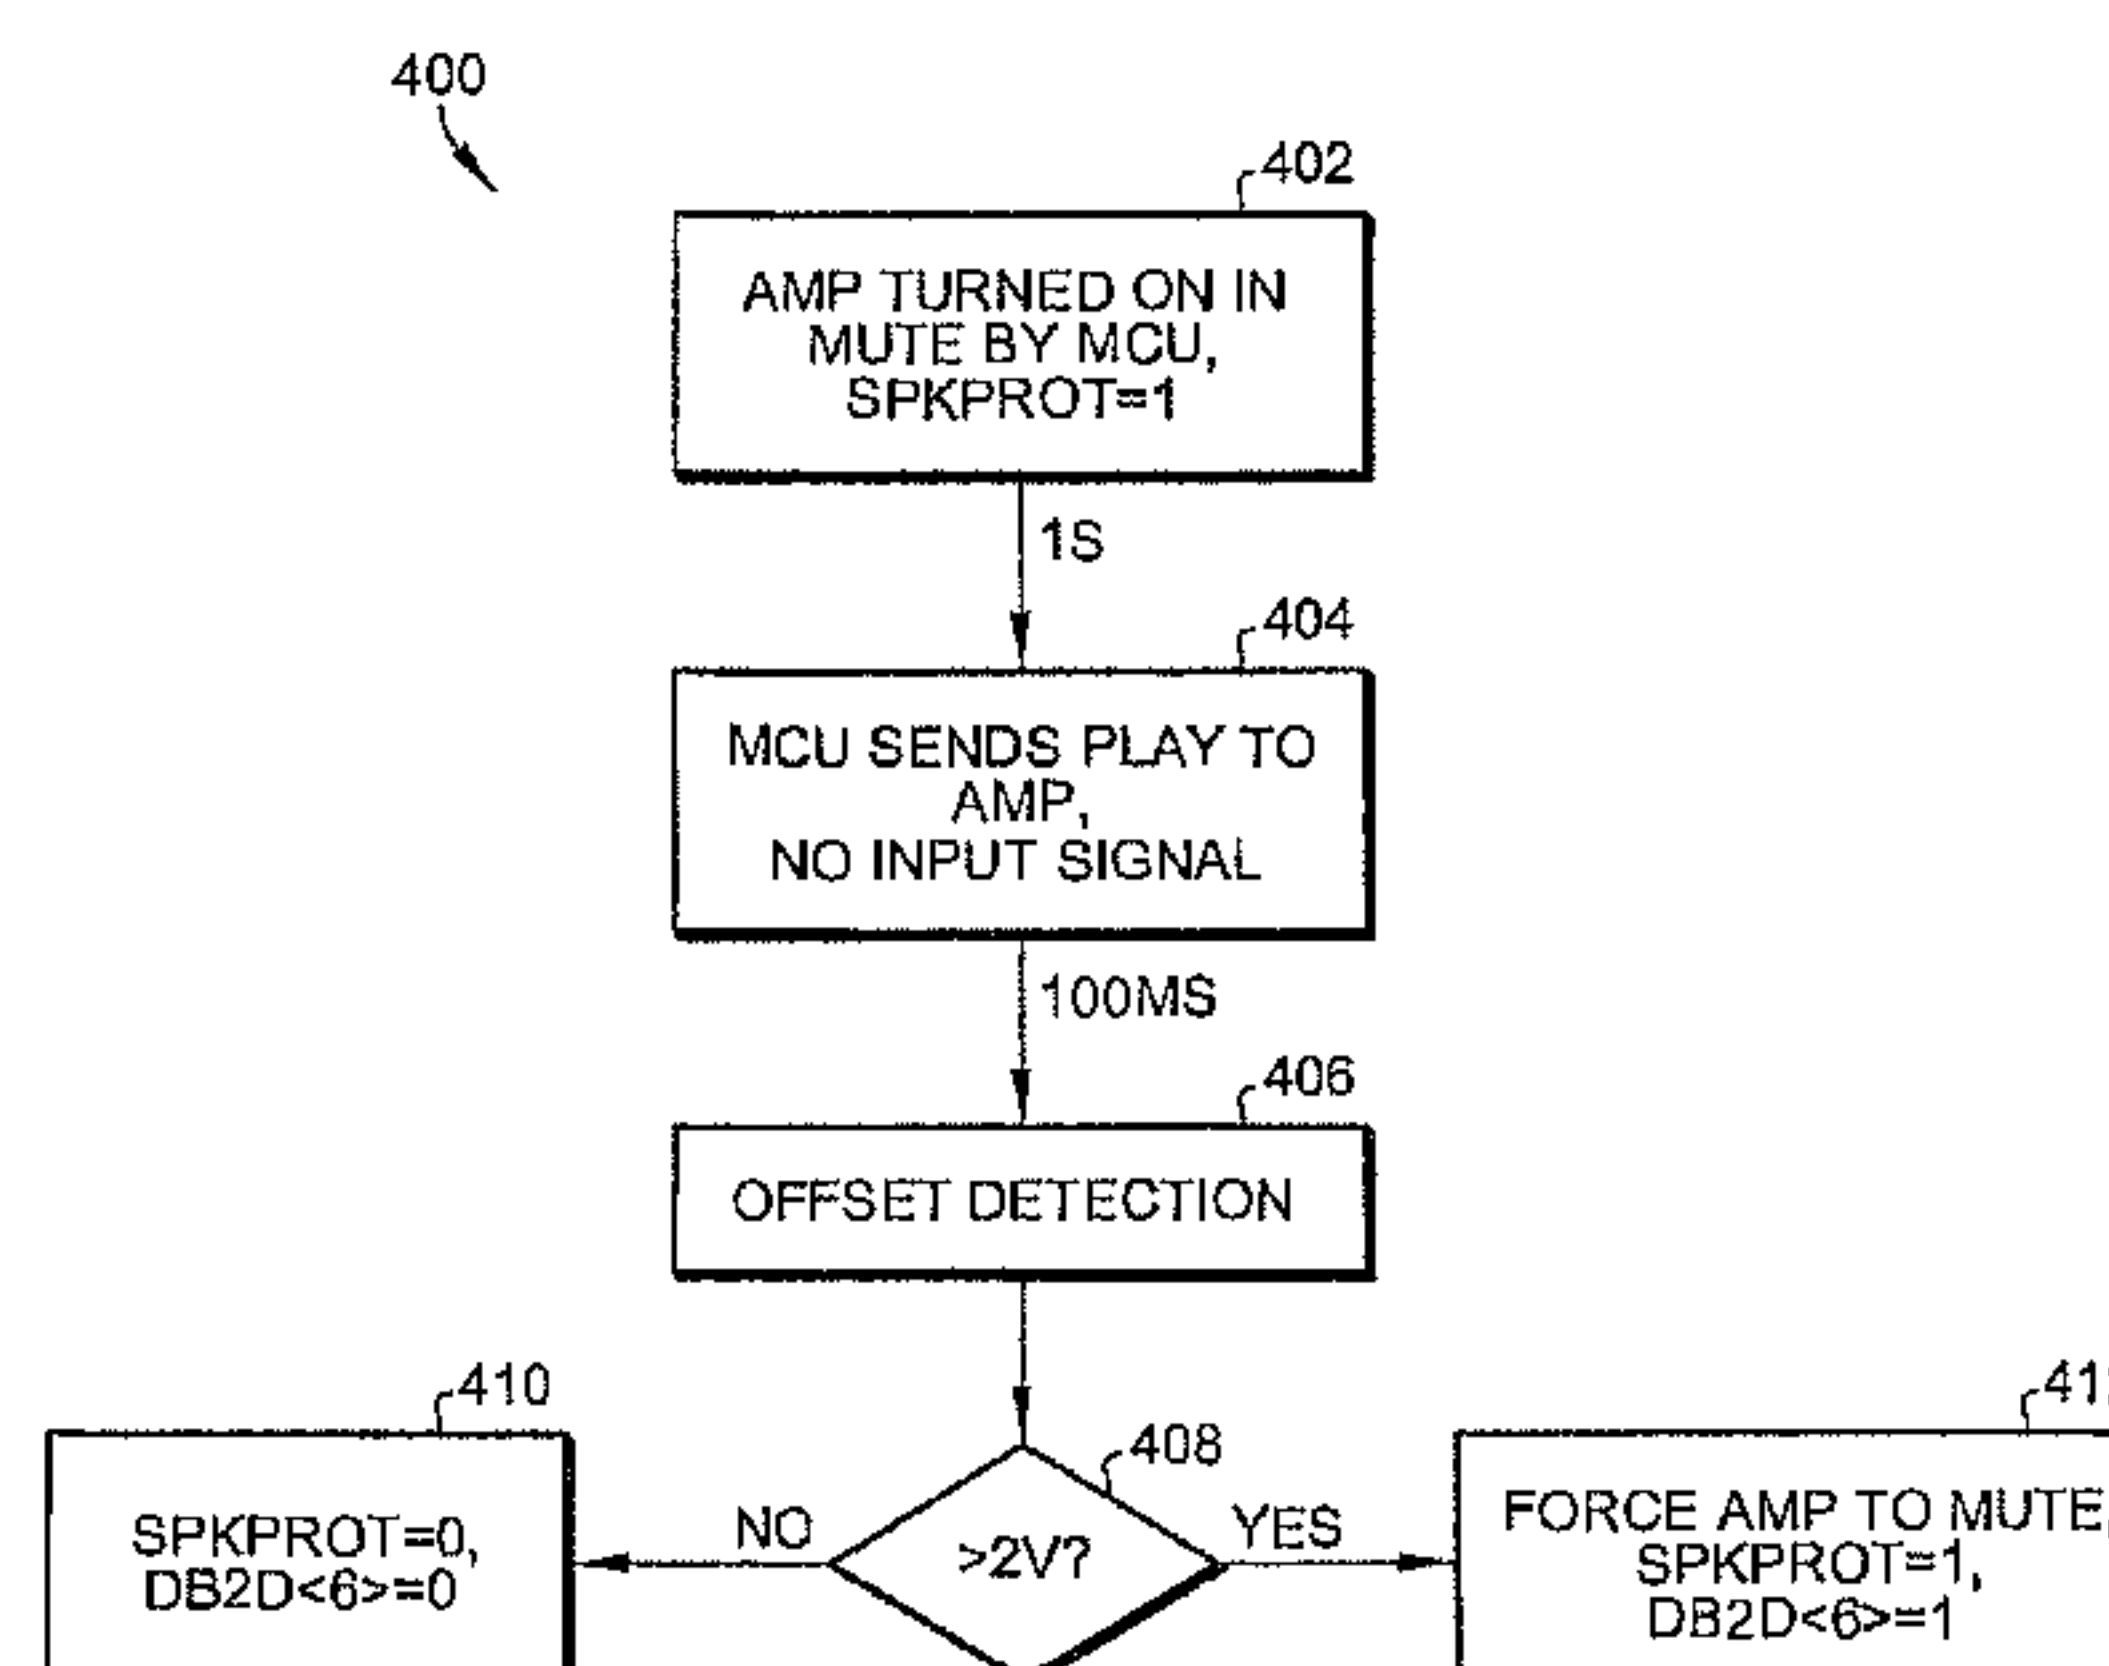 400
402
AMP TURNED ON IN
MUTE BY MCU,
SPKPROT=1
1S
404
MCU SENDS PLAY TO
AMP,
NO INPUT SIGNAL
100MS
406
OFFSET DETECTION
410
SPKPROT=0,
DB2D<6>=0
408
NO
>2V?
YES
FORCE AMP TO MUTE,
SPKPROT=1,
DB2D<6>=1